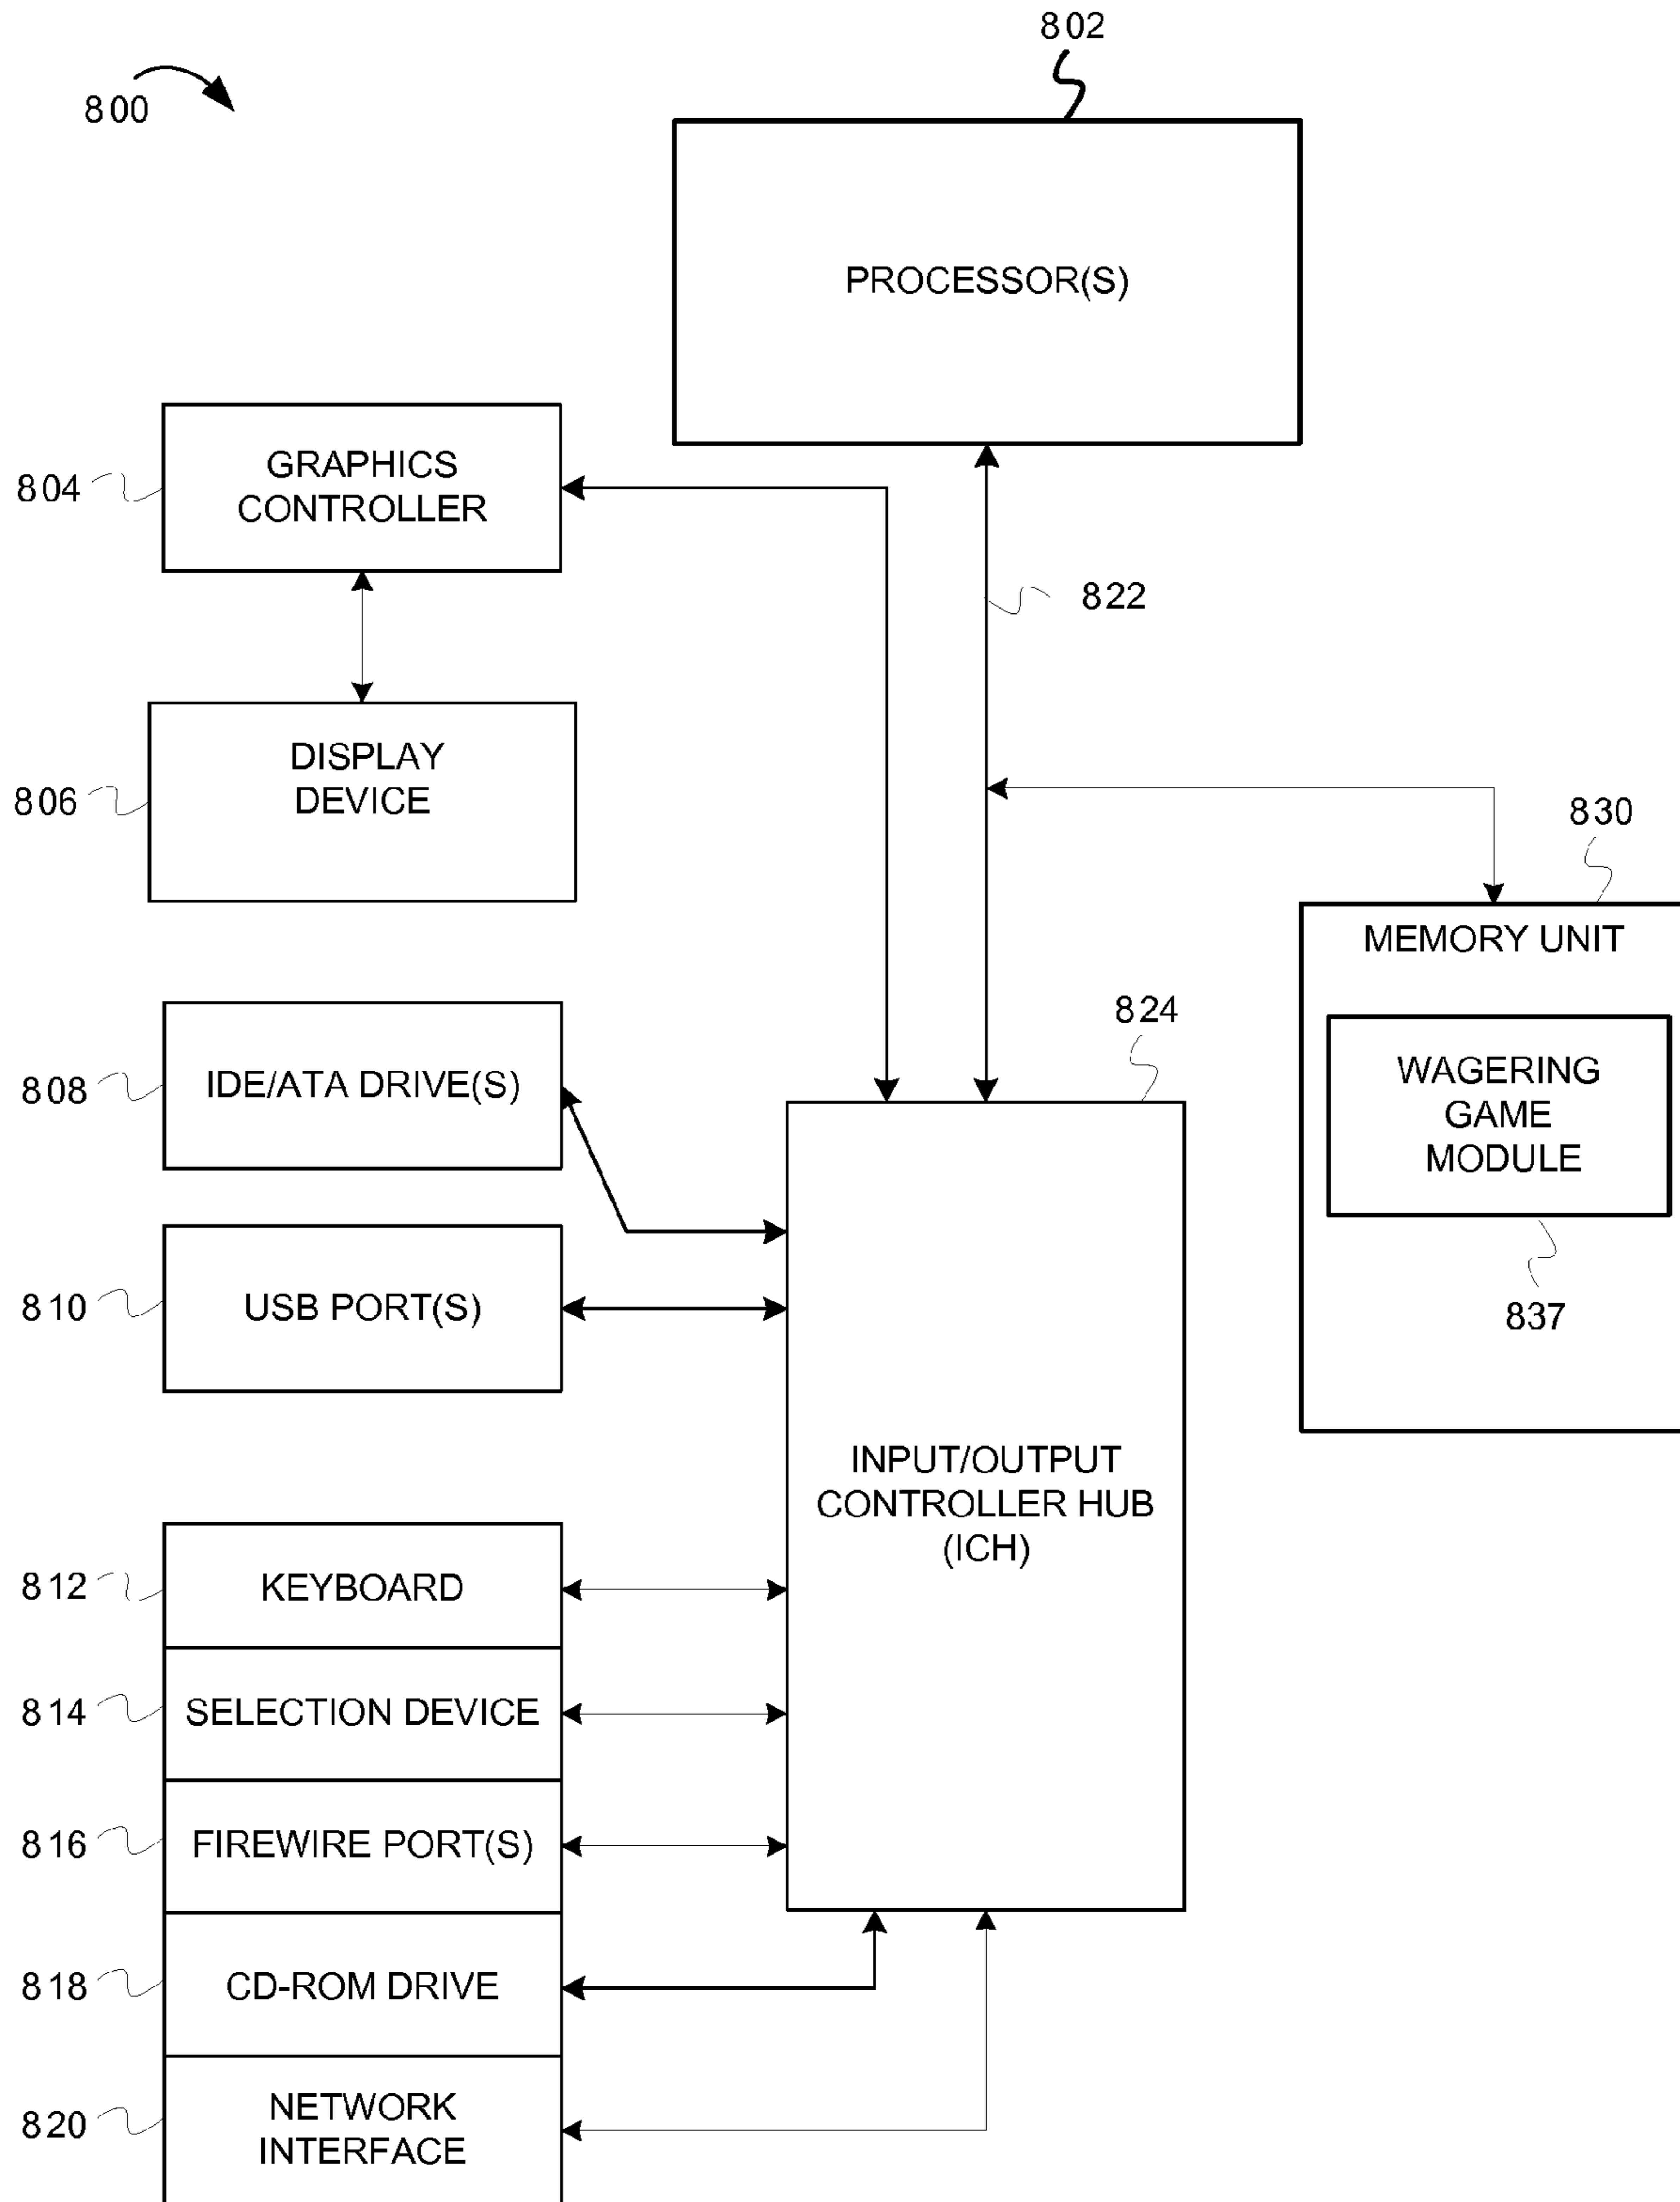 802
800
PROCESSOR(S)
804
GRAPHICS
CONTROLLER
822
806
DISPLAY
DEVICE
830
MEMORY UNIT
824
808
IDE/ATA DRIVE(S)
WAGERING
GAME
MODULE
810
USB PORT(S)
837
INPUT/OUTPUT
CONTROLLER HUB
(ICH)
812
KEYBOARD
814
SELECTION DEVICE
816
FIREWIRE PORT(S)
818
CD-ROM DRIVE
820
NETWORK
INTERFACE